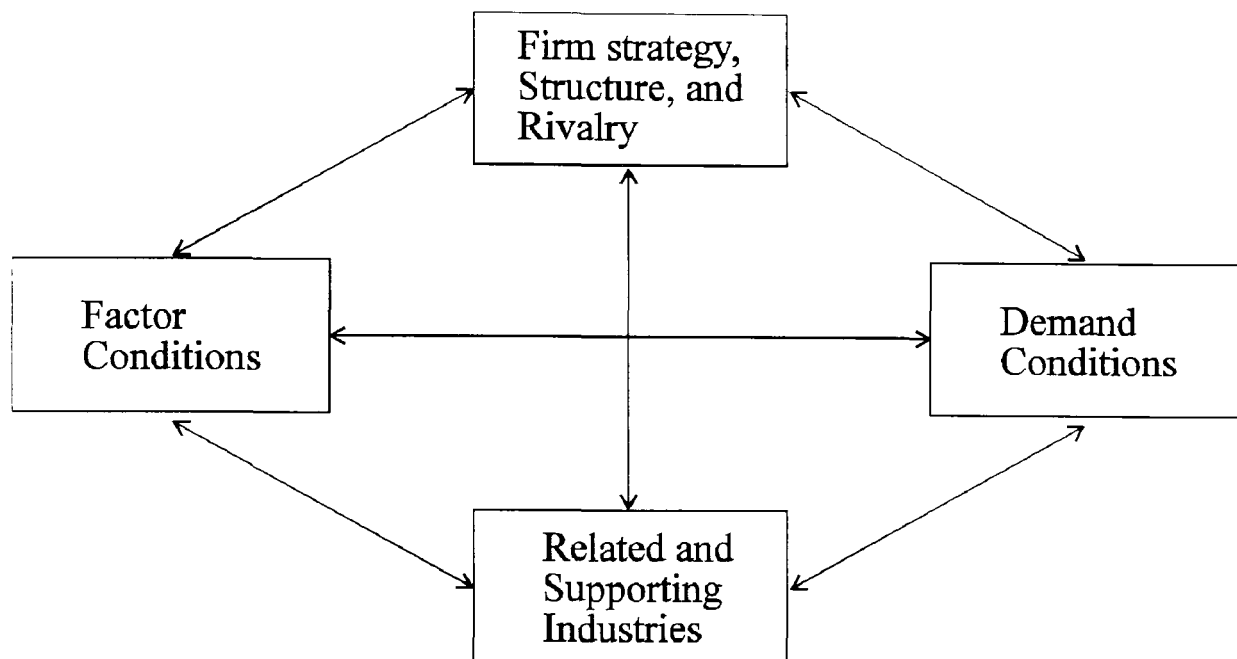 Firm strategy,
Structure, and
Rivalry
Factor
Conditions
Demand
Conditions
Related and
Supporting
Industries